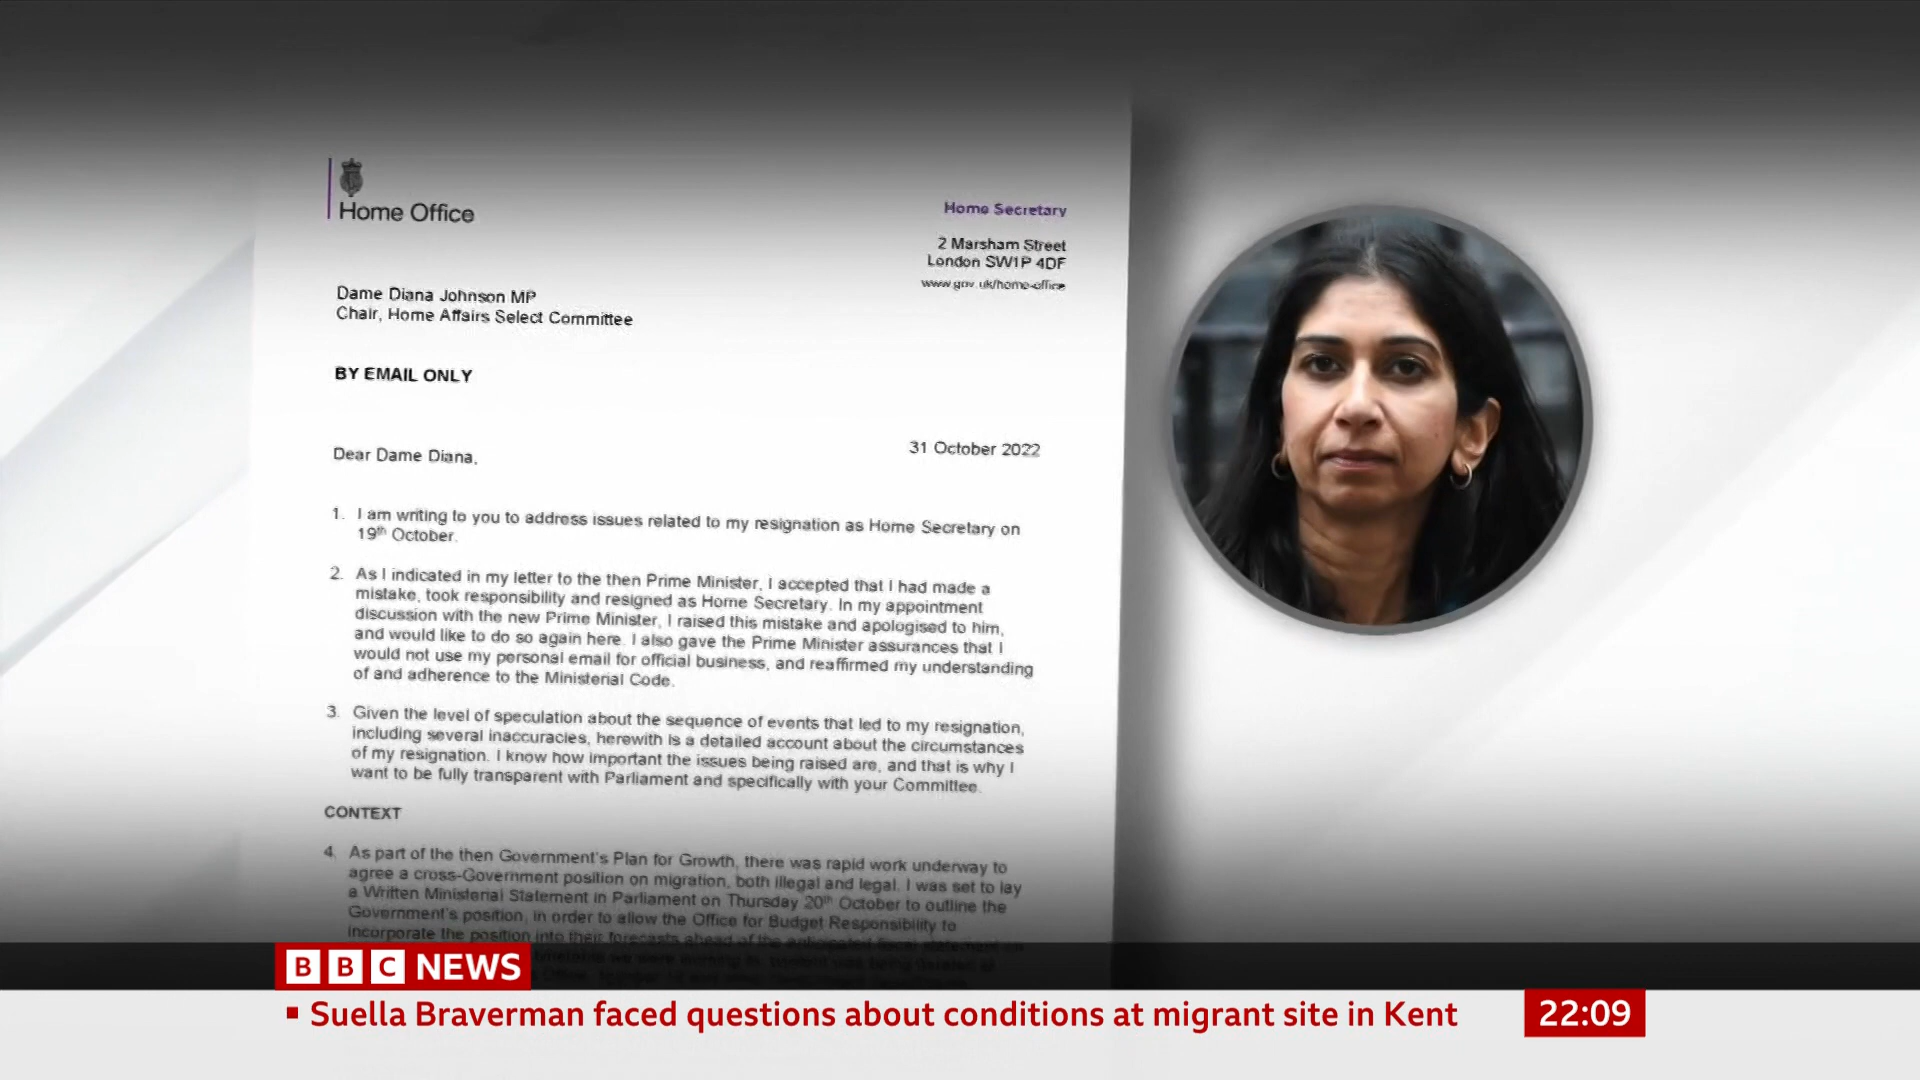 Home Office
Home Secretary
2 Marsham Street
London SW1P 4DF
www.gov.uk/home-office
Dame Diana Johnson MP
Chair, Home Affairs Select Committee
BY EMAIL ONLY
31 October 2022
Dear Dame Diana,
1. I am writing to you to address issues related to my resignation as Home Secretary on
19th October.
2. As I indicated in my letter to the then Prime Minister, I accepted that I had made a
mistake, took responsibility and resigned as Home Secretary. In my appointment
discussion with the new Prime Minister, I raised this mistake and apologised to him,
and would like to do so again here. I also gave the Prime Minister assurances that I
would not use my personal email for official business, and reaffirmed my understanding
of and adherence to the Ministerial Code.
3. Given the level of speculation about the sequence of events that led to my resignation,
including several inaccuracies, herewith is a detailed account about the circumstances
of my resignation. I know how important the issues being raised are, and that is why I
want to be fully transparent with Parliament and specifically with your Committee.
CONTEXT
4. As part of the then Government's Plan for Growth, there was rapid work underway to
agree a cross-Government position on migration, both illegal and legal. I was set to lay
a Written Ministerial Statement in Parliament on Thursday 20th October to outline the
Government's position, in order to allow the Office for Budget Responsibility to
incorporate the position into their forecasts ahead of the anticipated fiscal statement on
BBC NEWS
Suella Braverman faced questions about conditions at migrant site in Kent
22:09